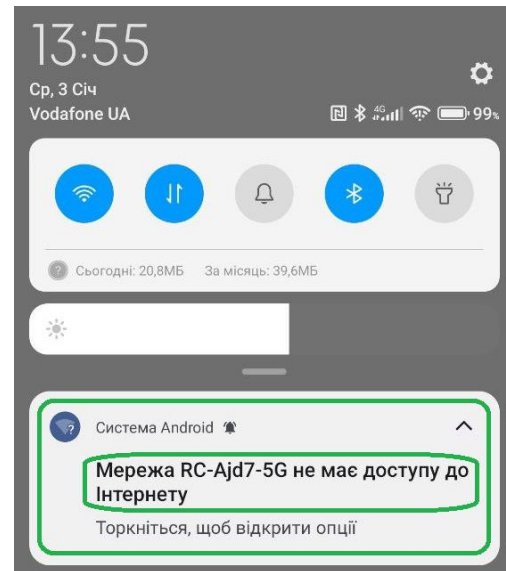 13:55
Ср, 3 Січ
Vodafone UA
4G
99%
Сьогодні: 20,8МБ За місяць: 39,6МБ
Система Android
Мережа RC-Ajd7-5G не має доступу до
Інтернету
Торкніться, щоб відкрити опції